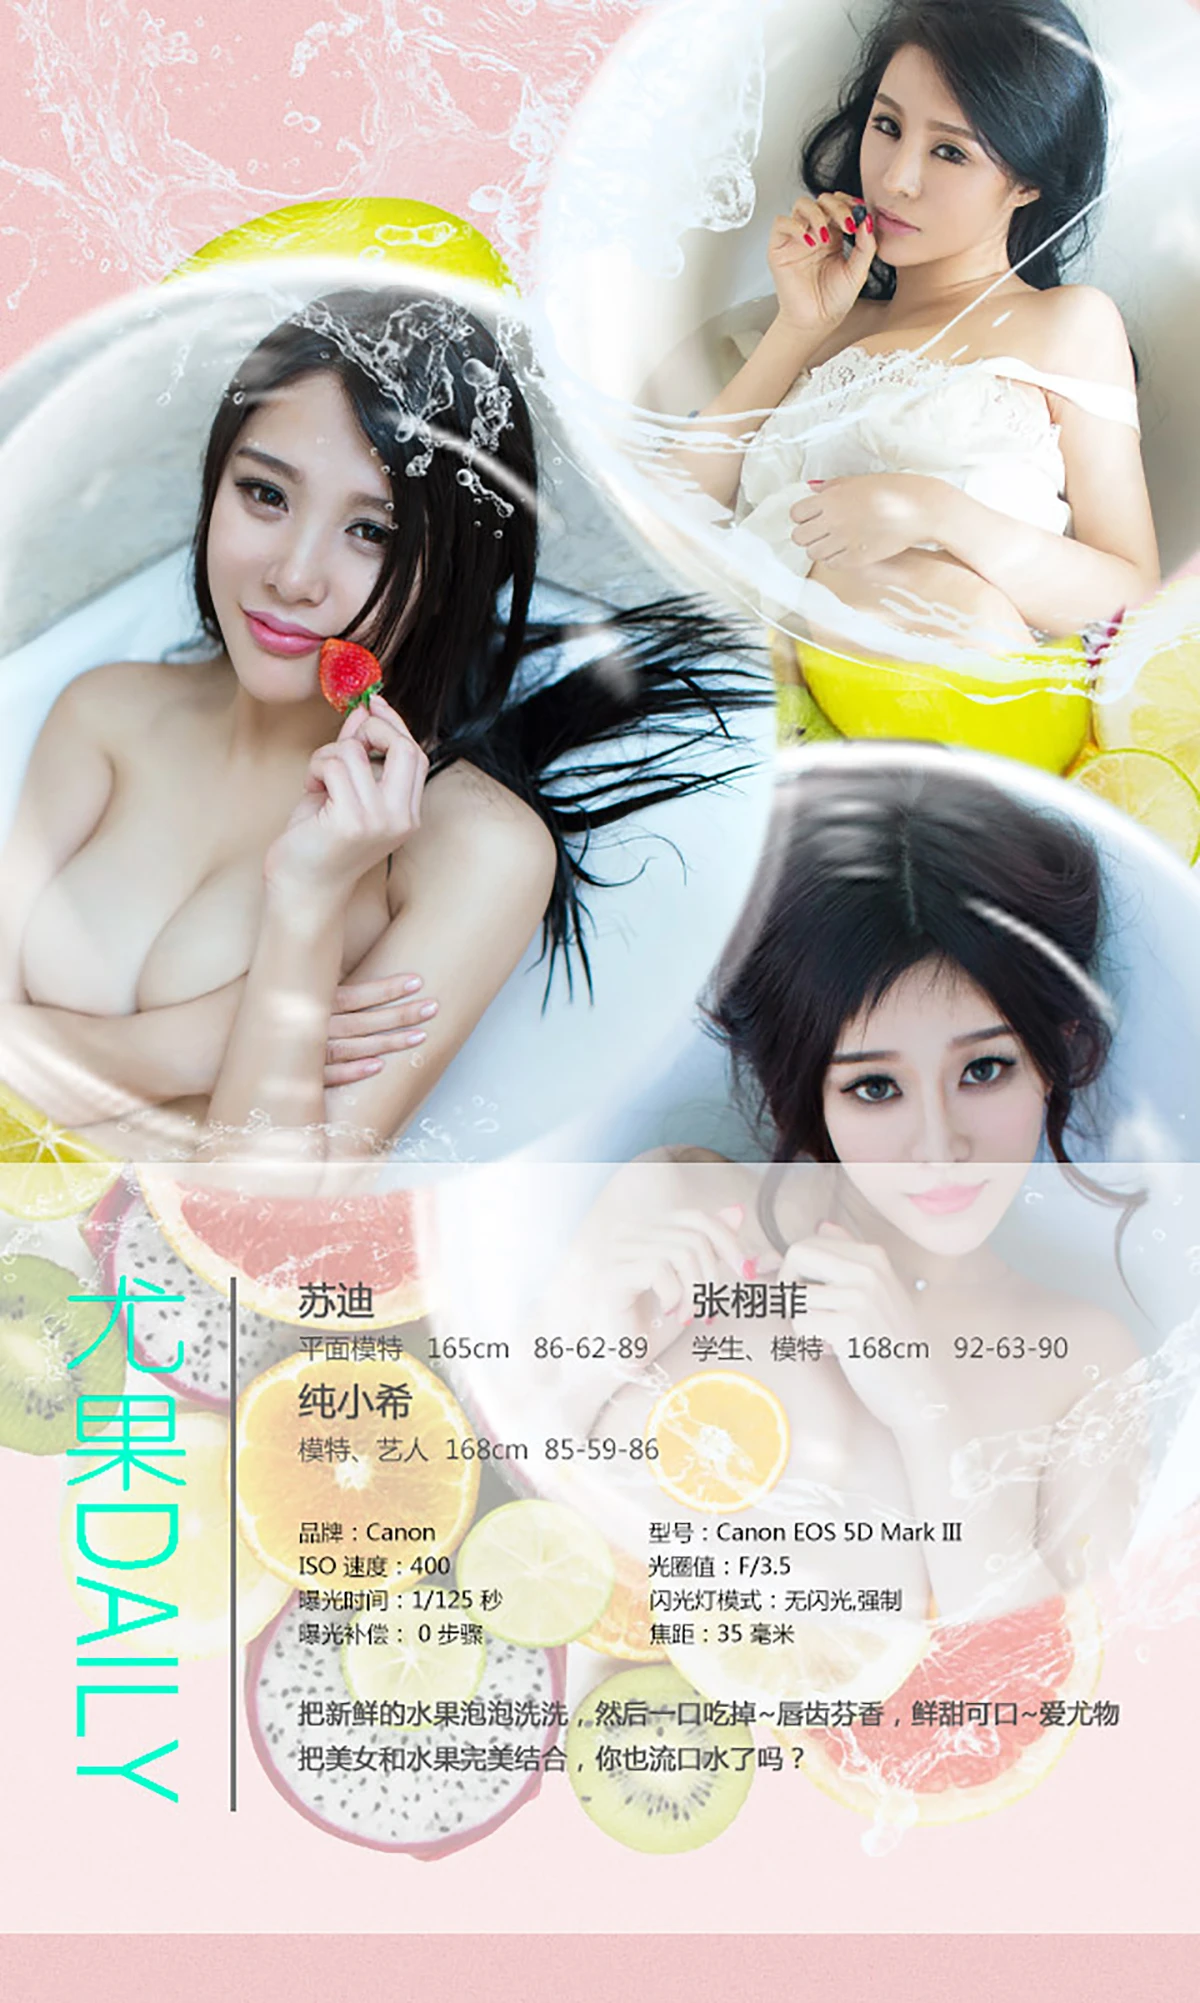 尤果DAILY
苏迪
平面模特 165cm 86-62-89
张栩菲
学生、模特 168cm 92-63-90
纯小希
模特、艺人 168cm 85-59-86
品牌：Canon
ISO 速度：400
曝光时间：1/125 秒
曝光补偿： 0 步骤
型号：Canon EOS 5D Mark III
光圈值：F/3.5
闪光灯模式：无闪光,强制
焦距：35 毫米
把新鲜的水果泡泡洗洗，然后一口吃掉~唇齿芬香，鲜甜可口~爱尤物
把美女和水果完美结合，你也流口水了吗？